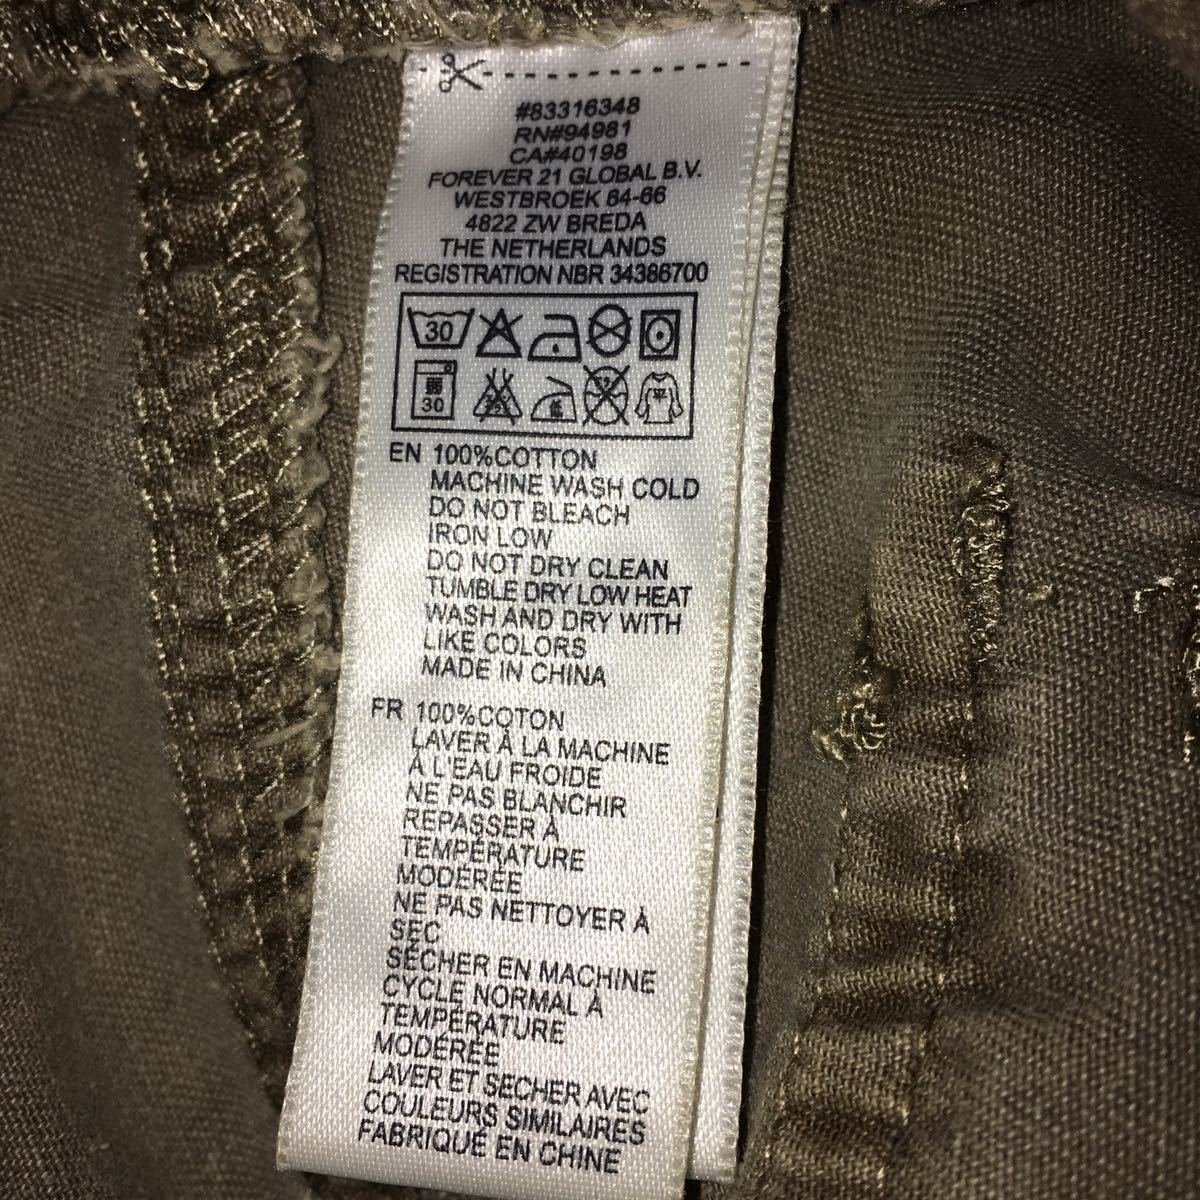 #83316348
RN#94981
CA#40198
FOREVER 21 GLOBAL B.V.
WESTBROEK 64-66
4822 ZW BREDA
THE NETHERLANDS
REGISTRATION NBR 34386700
30
30
平
EN 100%COTTON
MACHINE WASH COLD
DO NOT BLEACH
IRON LOW
DO NOT DRY CLEAN
TUMBLE DRY LOW HEAT
WASH AND DRY WITH
LIKE COLORS
MADE IN CHINA
FR 100%COTON
LAVER À LA MACHINE
À L'EAU FROIDE
NE PAS BLANCHIR
REPASSER À
TEMPÉRATURE
MODÉRÉE
NE PAS NETTOYER À
SEC
SÉCHER EN MACHINE
CYCLE NORMAL À
TEMPÉRATURE
MODÉRÉE
LAVER ET SECHER AVEC
COULEURS SIMILAIRES
FABRIQUÉ EN CHINE